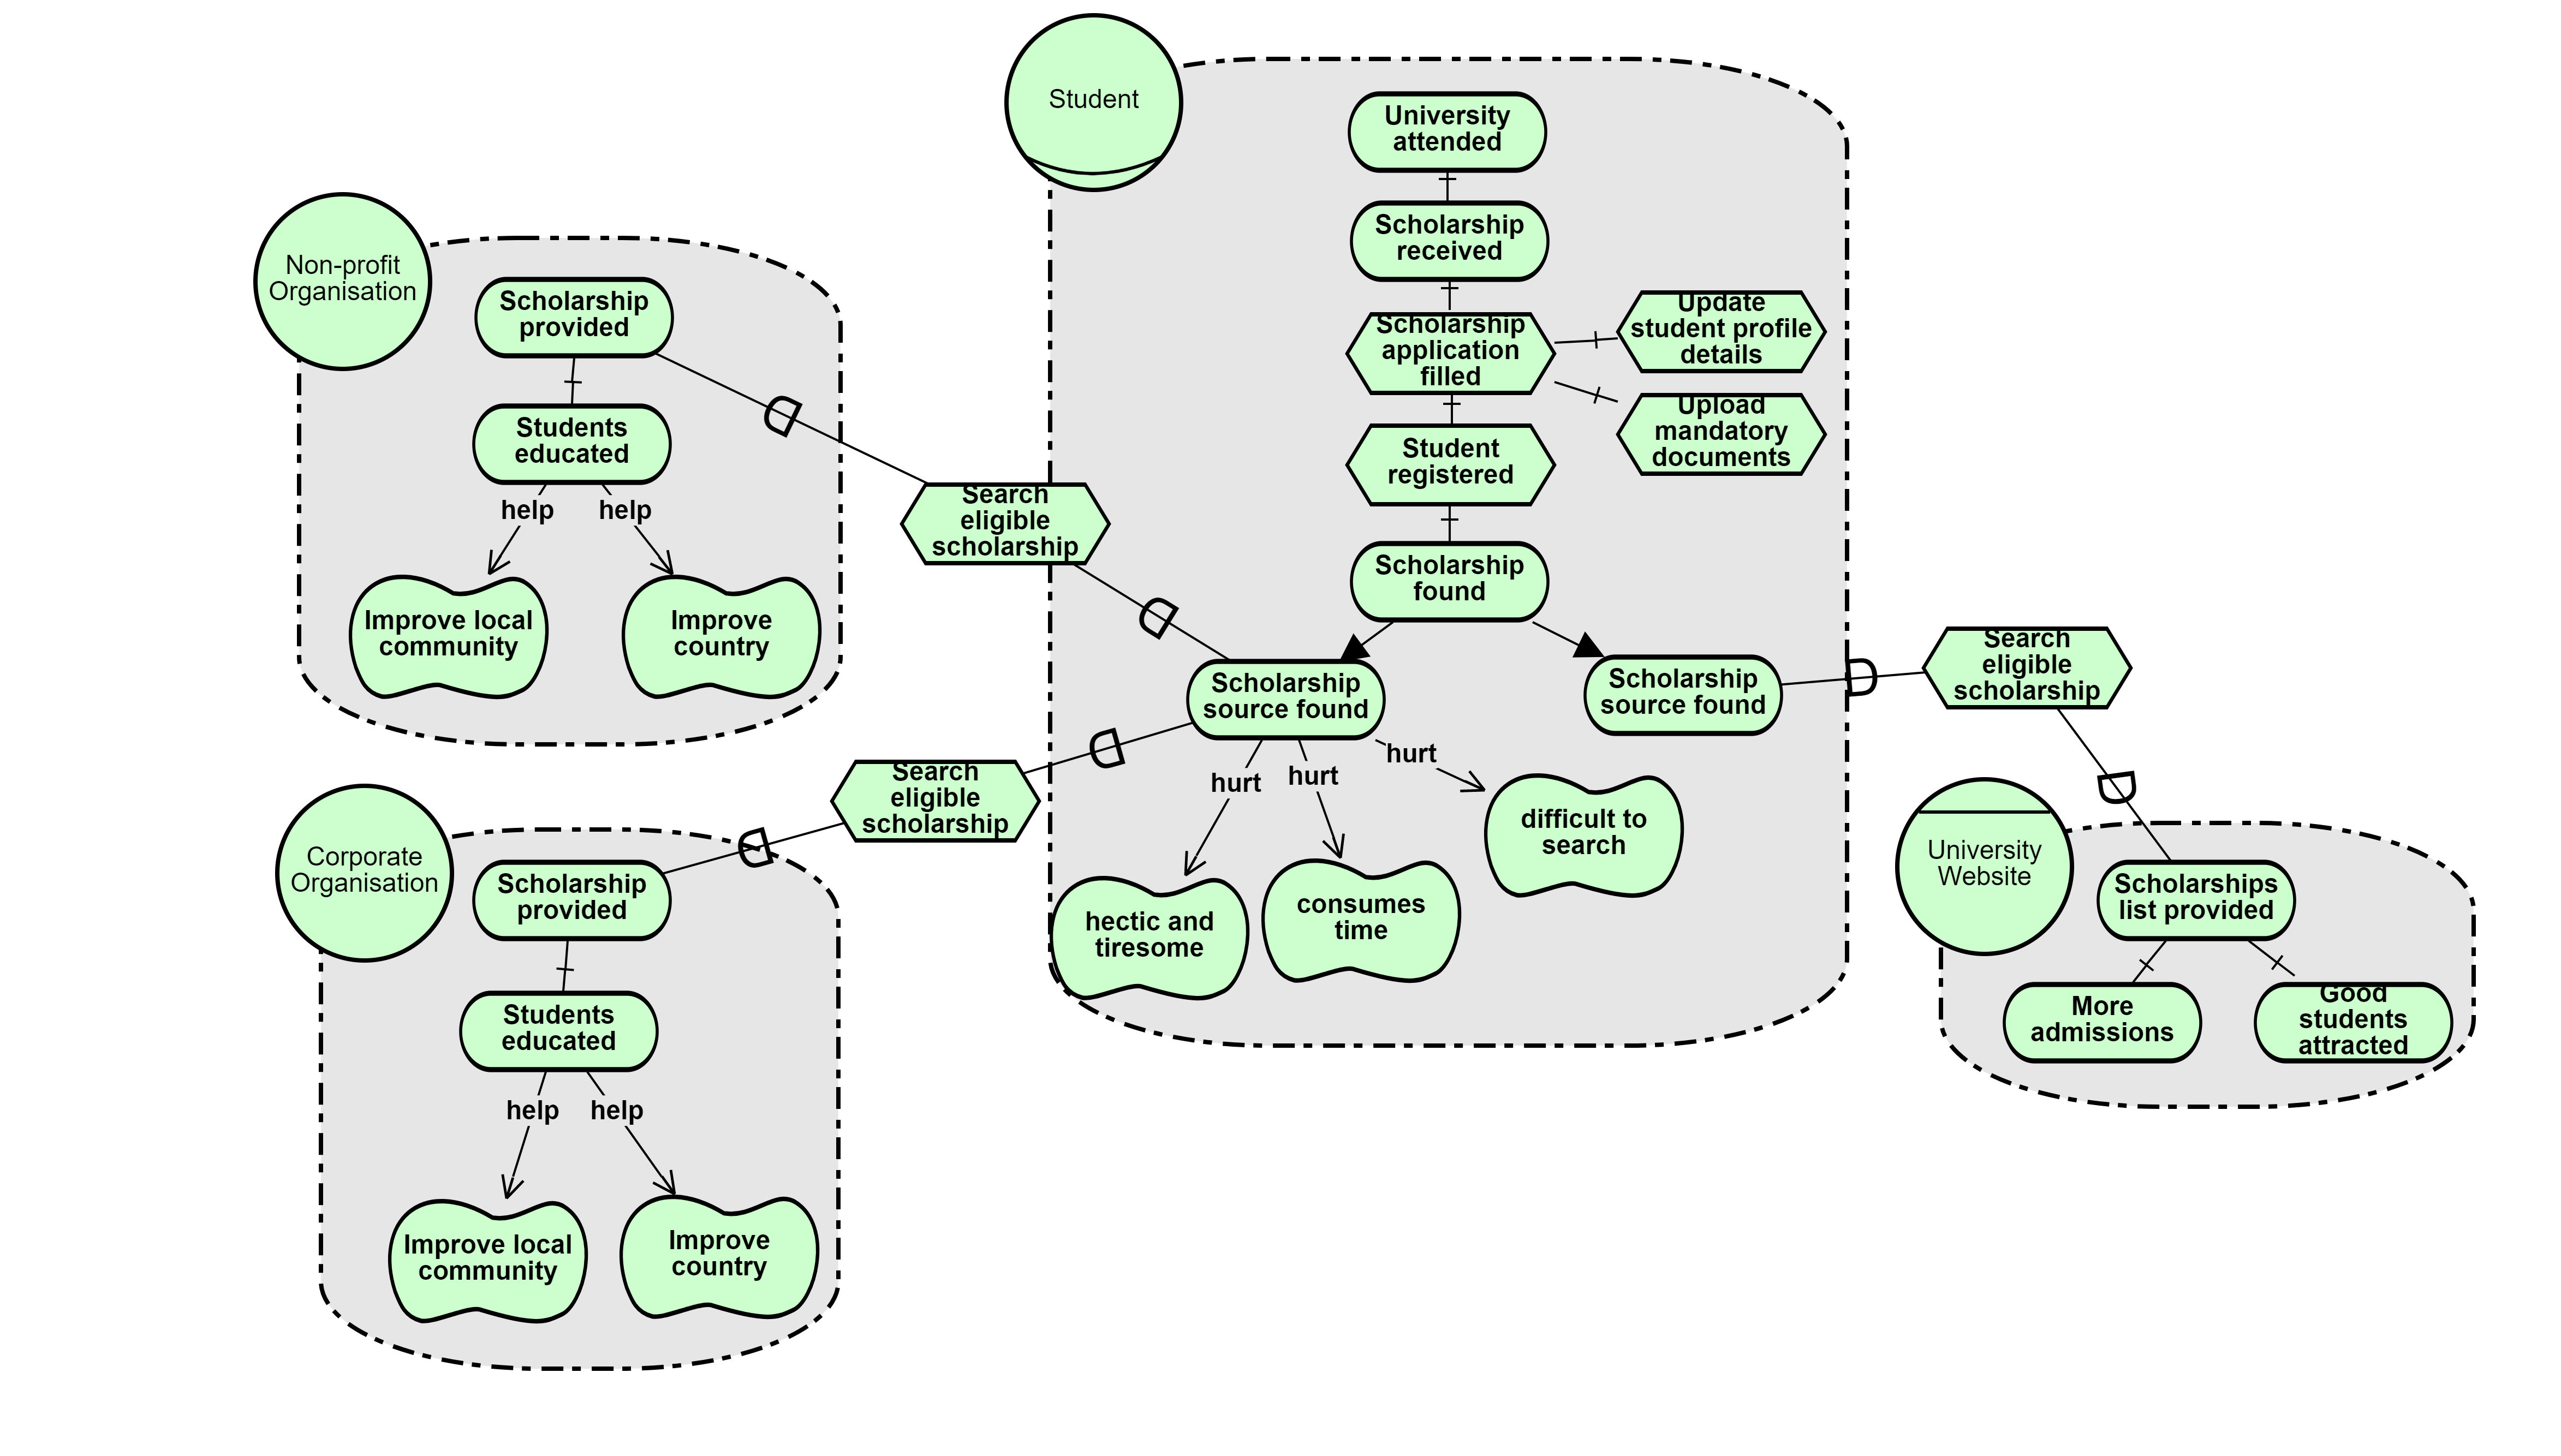 Student
University
attended
Scholarship
received
Scholarship
application
filled
Update
student profile
details
Upload
mandatory
documents
Student
registered
Scholarship
found
Scholarship
source found
Scholarship
source found
hurt
hurt
hurt
hectic and
tiresome
consumes
time
difficult to
search
Non-profit
Organisation
Scholarship
provided
Students
educated
help
help
Improve local
community
Improve
country
Search
eligible
scholarship
Search
eligible
scholarship
Corporate
Organisation
Scholarship
provided
Students
educated
help
help
Improve local
community
Improve
country
Search
eligible
scholarship
University
Website
Scholarships
list provided
More
admissions
Good
students
attracted